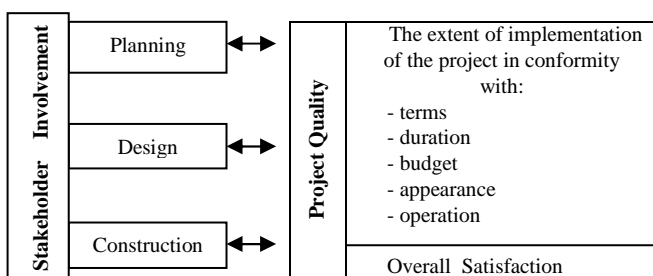 Stakeholder Involvement
Planning
Design
Construction
Project Quality
The extent of implementation
of the project in conformity
with:
- terms
- duration
- budget
- appearance
- operation
Overall Satisfaction